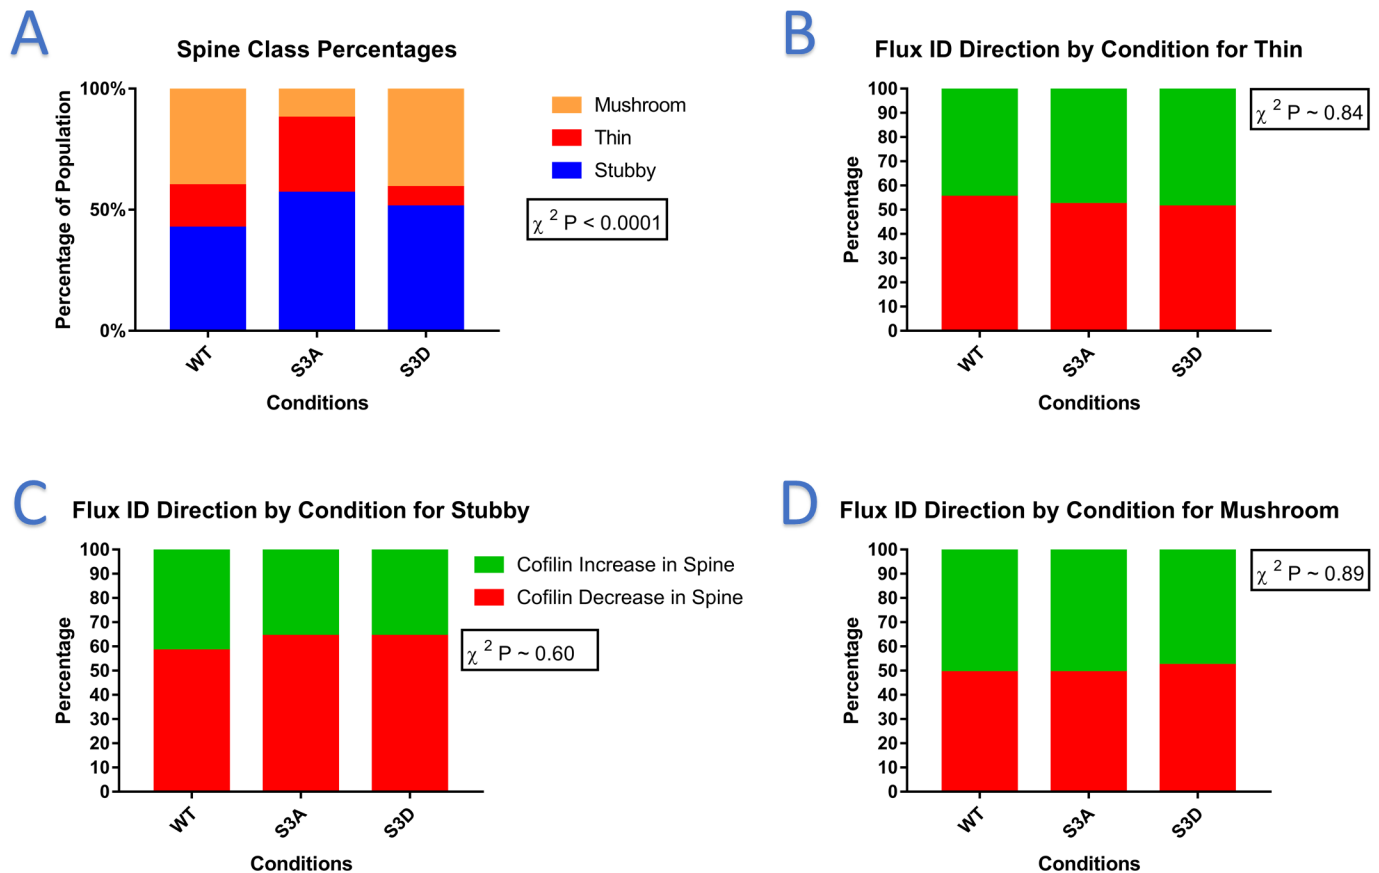 A
Spine Class Percentages
Percentage of Population
100%
50%
0%
WT
S3A
S3D
Conditions
Mushroom
Thin
Stubby
χ 2 P < 0.0001
B
Flux ID Direction by Condition for Thin
Percentage
100
90
80
70
60
50
40
30
20
10
0
WT
S3A
S3D
Conditions
χ 2 P ~ 0.84
C
Flux ID Direction by Condition for Stubby
Percentage
100
90
80
70
60
50
40
30
20
10
0
WT
S3A
S3D
Conditions
Cofilin Increase in Spine
Cofilin Decrease in Spine
χ 2 P ~ 0.60
D
Flux ID Direction by Condition for Mushroom
Percentage
100
90
80
70
60
50
40
30
20
10
0
WT
S3A
S3D
Conditions
χ 2 P ~ 0.89